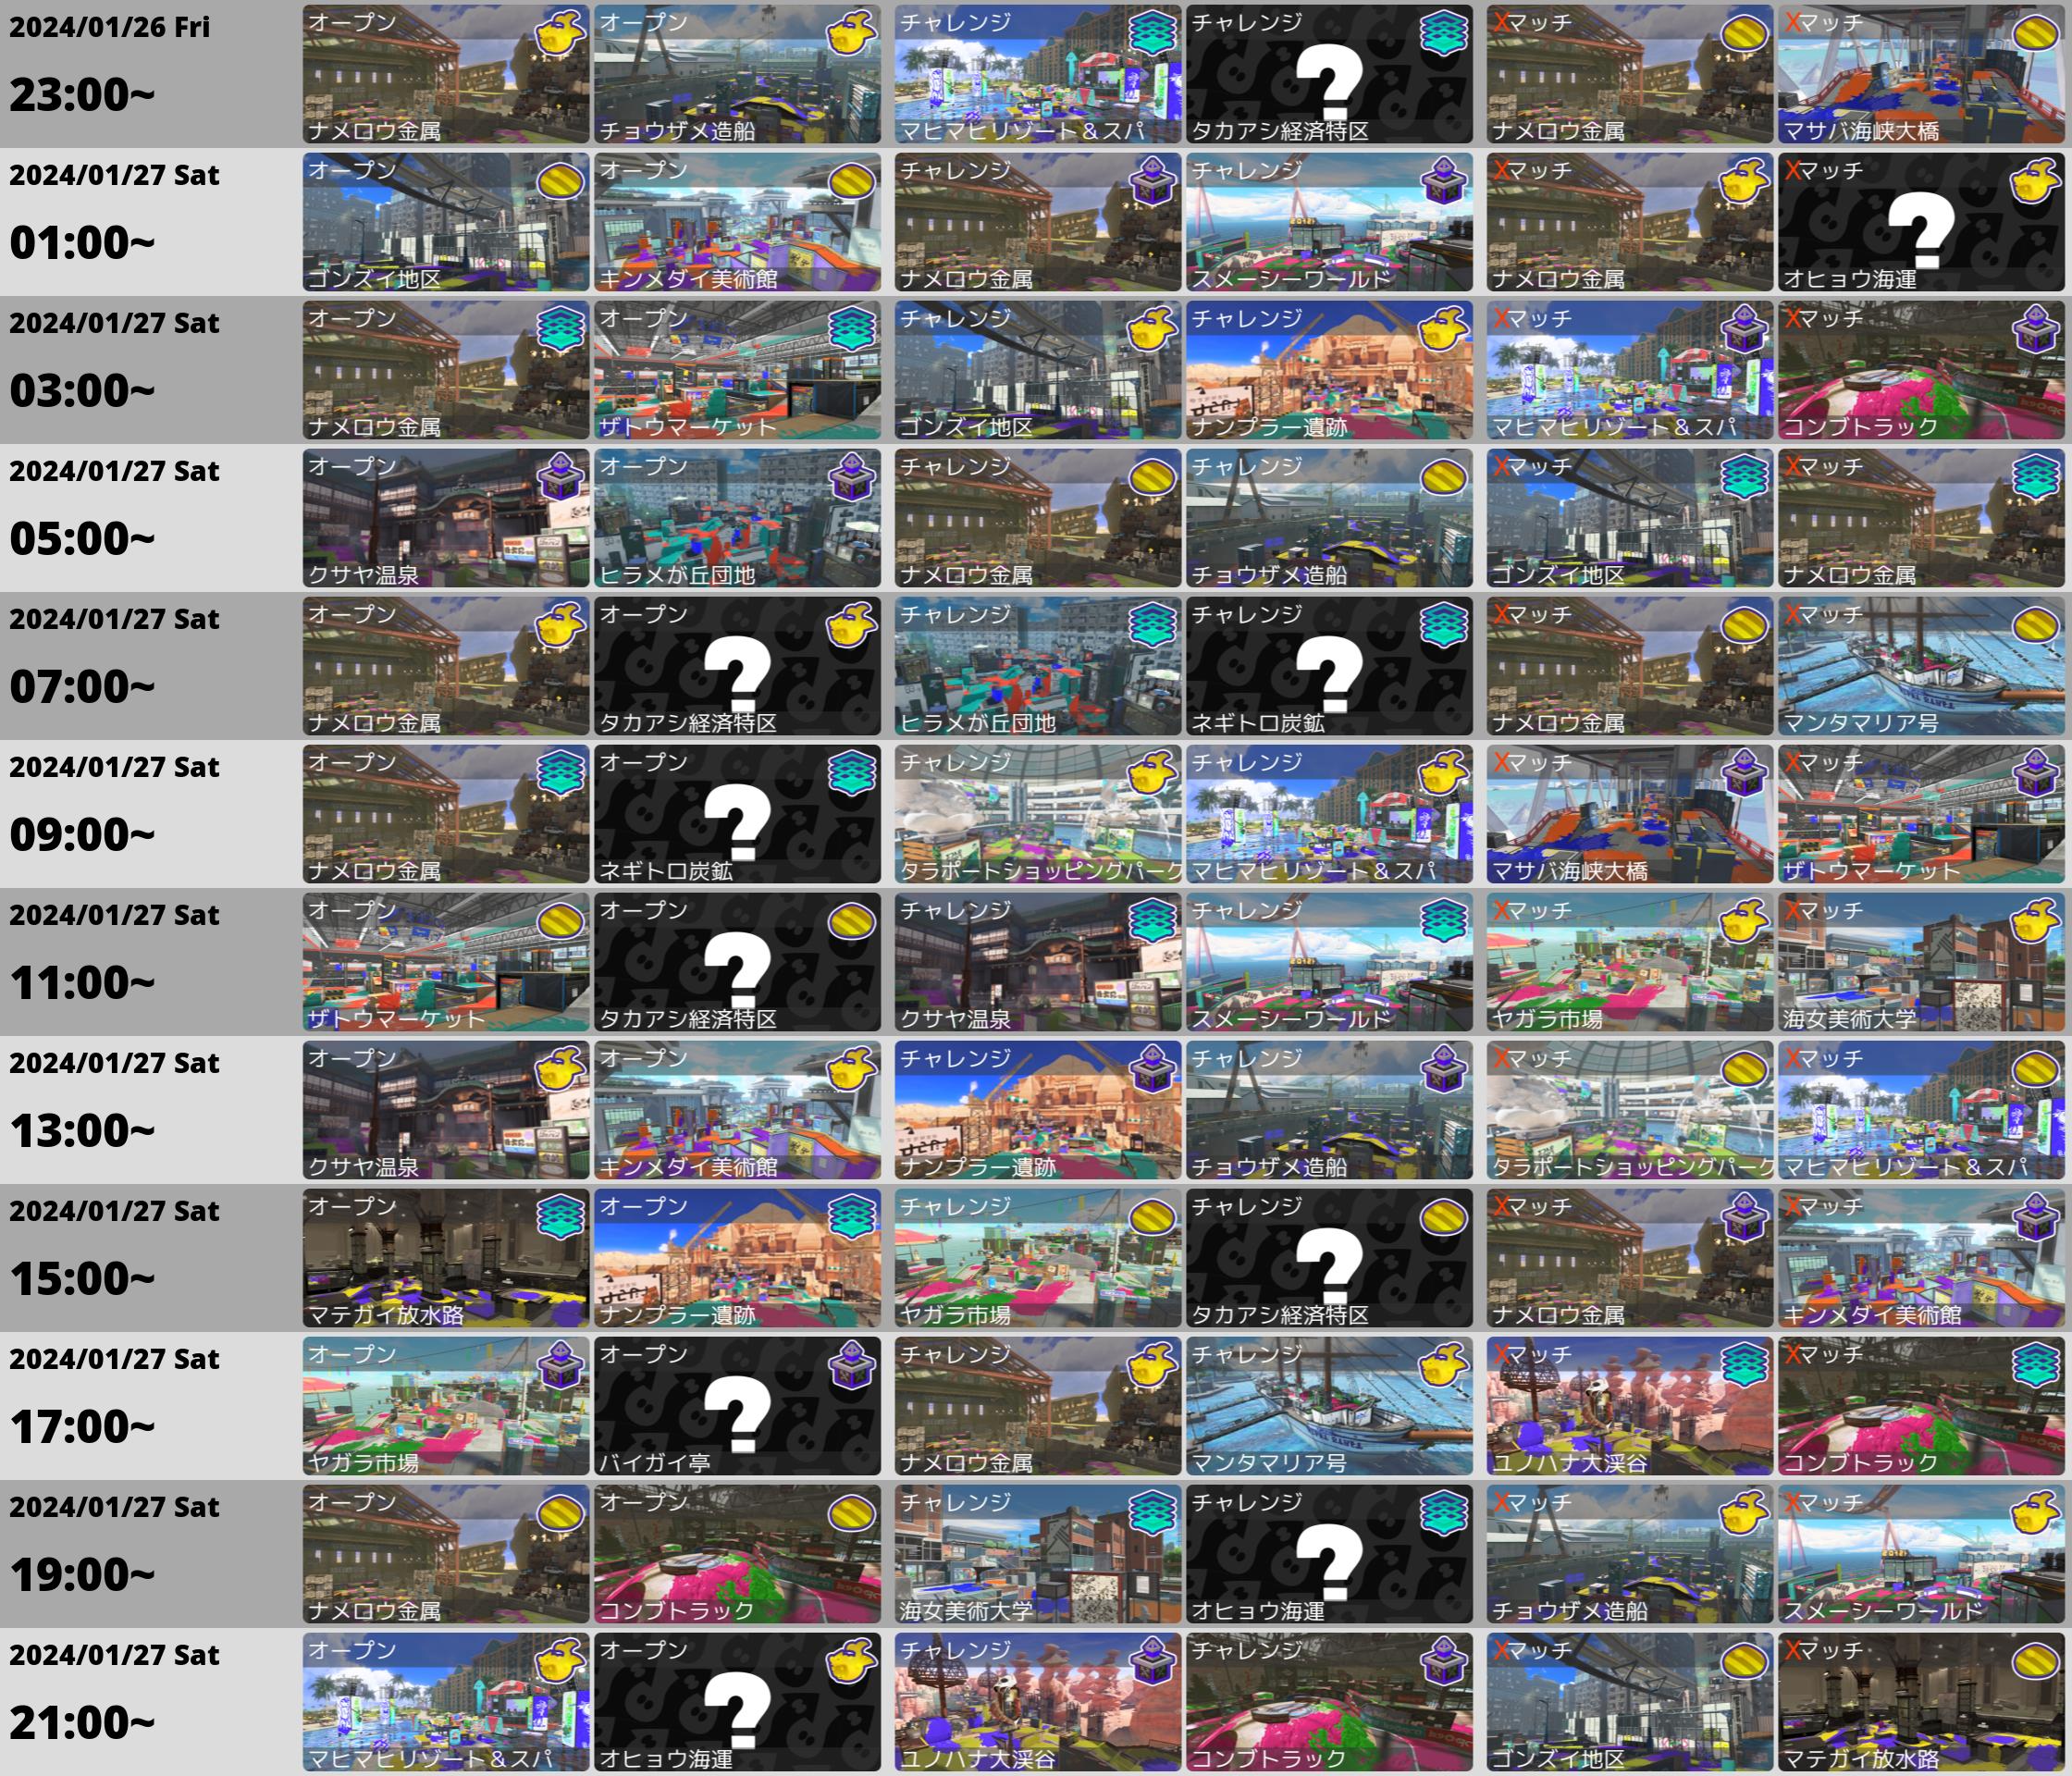 2024/01/26 Fri
23:00~
オープン
ナメロウ金属
オープン
チョウザメ造船
チャレンジ
マヒマヒリゾート＆スパ
チャレンジ
タカアシ経済特区
Xマッチ
ナメロウ金属
Xマッチ
マサバ海峡大橋
2024/01/27 Sat
01:00~
オープン
ゴンズイ地区
オープン
キンメダイ美術館
チャレンジ
ナメロウ金属
チャレンジ
スメーシーワールド
Xマッチ
ナメロウ金属
Xマッチ
オヒョウ海運
2024/01/27 Sat
03:00~
オープン
ナメロウ金属
オープン
ザトウマーケット
チャレンジ
ゴンズイ地区
チャレンジ
ナンプラー遺跡
Xマッチ
マヒマヒリゾート＆スパ
Xマッチ
コンブトラック
2024/01/27 Sat
05:00~
オープン
クサヤ温泉
オープン
ヒラメが丘団地
チャレンジ
ナメロウ金属
チャレンジ
チョウザメ造船
Xマッチ
ゴンズイ地区
Xマッチ
ナメロウ金属
2024/01/27 Sat
07:00~
オープン
ナメロウ金属
オープン
タカアシ経済特区
チャレンジ
ヒラメが丘団地
チャレンジ
ネギトロ炭鉱
Xマッチ
ナメロウ金属
Xマッチ
マンタマリア号
2024/01/27 Sat
09:00~
オープン
ナメロウ金属
オープン
ネギトロ炭鉱
チャレンジ
タラポートショッピングパーク
チャレンジ
マヒマヒリゾート＆スパ
Xマッチ
マサバ海峡大橋
Xマッチ
ザトウマーケット
2024/01/27 Sat
11:00~
オープン
ザトウマーケット
オープン
タカアシ経済特区
チャレンジ
クサヤ温泉
チャレンジ
スメーシーワールド
Xマッチ
ヤガラ市場
Xマッチ
海女美術大学
2024/01/27 Sat
13:00~
オープン
クサヤ温泉
オープン
キンメダイ美術館
チャレンジ
ナンプラー遺跡
チャレンジ
チョウザメ造船
Xマッチ
タラポートショッピングパーク
Xマッチ
マヒマヒリゾート＆スパ
2024/01/27 Sat
15:00~
オープン
マテガイ放水路
オープン
ナンプラー遺跡
チャレンジ
ヤガラ市場
チャレンジ
タカアシ経済特区
Xマッチ
ナメロウ金属
Xマッチ
キンメダイ美術館
2024/01/27 Sat
17:00~
オープン
ヤガラ市場
オープン
バイガイ亭
チャレンジ
ナメロウ金属
チャレンジ
マンタマリア号
Xマッチ
ユノハナ大渓谷
Xマッチ
コンブトラック
2024/01/27 Sat
19:00~
オープン
ナメロウ金属
オープン
コンブトラック
チャレンジ
海女美術大学
チャレンジ
オヒョウ海運
Xマッチ
チョウザメ造船
Xマッチ
スメーシーワールド
2024/01/27 Sat
21:00~
オープン
マヒマヒリゾート＆スパ
オープン
オヒョウ海運
チャレンジ
ユノハナ大渓谷
チャレンジ
コンブトラック
Xマッチ
ゴンズイ地区
Xマッチ
マテガイ放水路